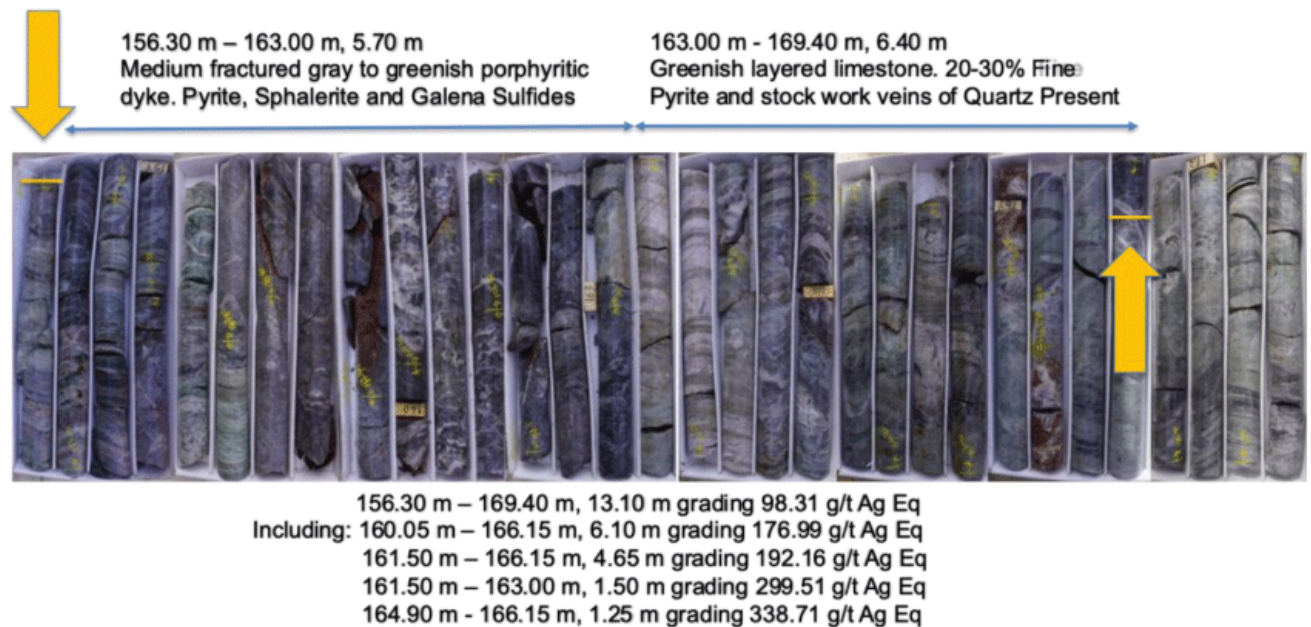 156.30 m – 163.00 m, 5.70 m
Medium fractured gray to greenish porphyritic
dyke. Pyrite, Sphalerite and Galena Sulfides
163.00 m - 169.40 m, 6.40 m
Greenish layered limestone. 20-30% Fine
Pyrite and stock work veins of Quartz Present
156.30 m – 169.40 m, 13.10 m grading 98.31 g/t Ag Eq
Including: 160.05 m – 166.15 m, 6.10 m grading 176.99 g/t Ag Eq
161.50 m – 166.15 m, 4.65 m grading 192.16 g/t Ag Eq
161.50 m – 163.00 m, 1.50 m grading 299.51 g/t Ag Eq
164.90 m - 166.15 m, 1.25 m grading 338.71 g/t Ag Eq